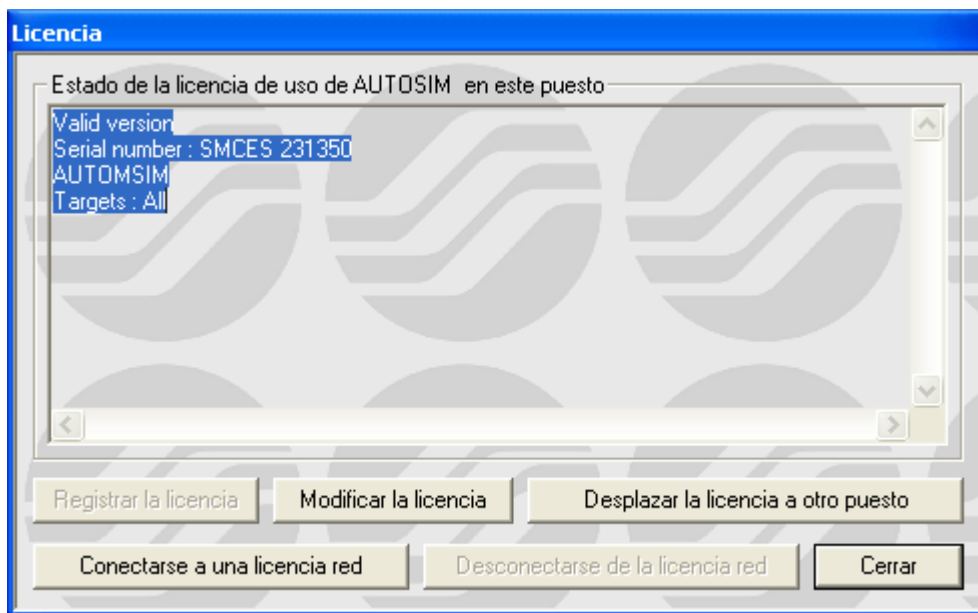 Licencia
Estado de la licencia de uso de AUTOSIM en este puesto
Valid version
Serial number : SMCES 231350
AUTOMSIM
Targets : All
Registrar la licencia
Modificar la licencia
Desplazar la licencia a otro puesto
Conectarse a una licencia red
Desconectarse de la licencia red
Cerrar